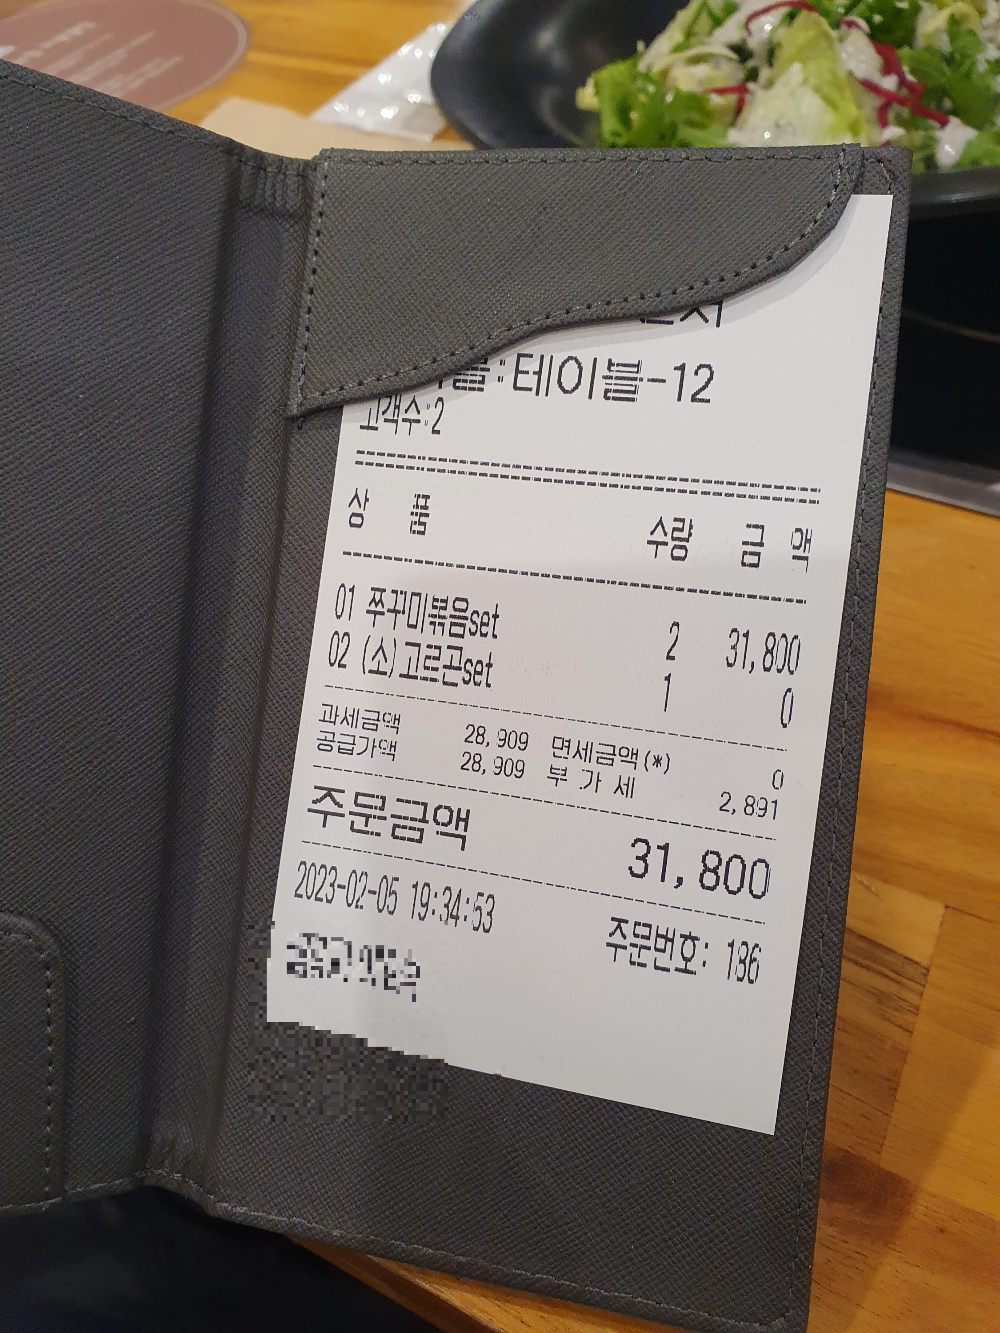 테이블-12
고객수:2
상 품 수량 금 액
01 쭈꾸미볶음set 2 31,800
02 (소)고르곤set 1 0
과세금액 28,909 면세금액(*) 0
공급가액 28,909 부 가 세 2,891
주문금액 31,800
2023-02-05 19:34:53 주문번호: 186